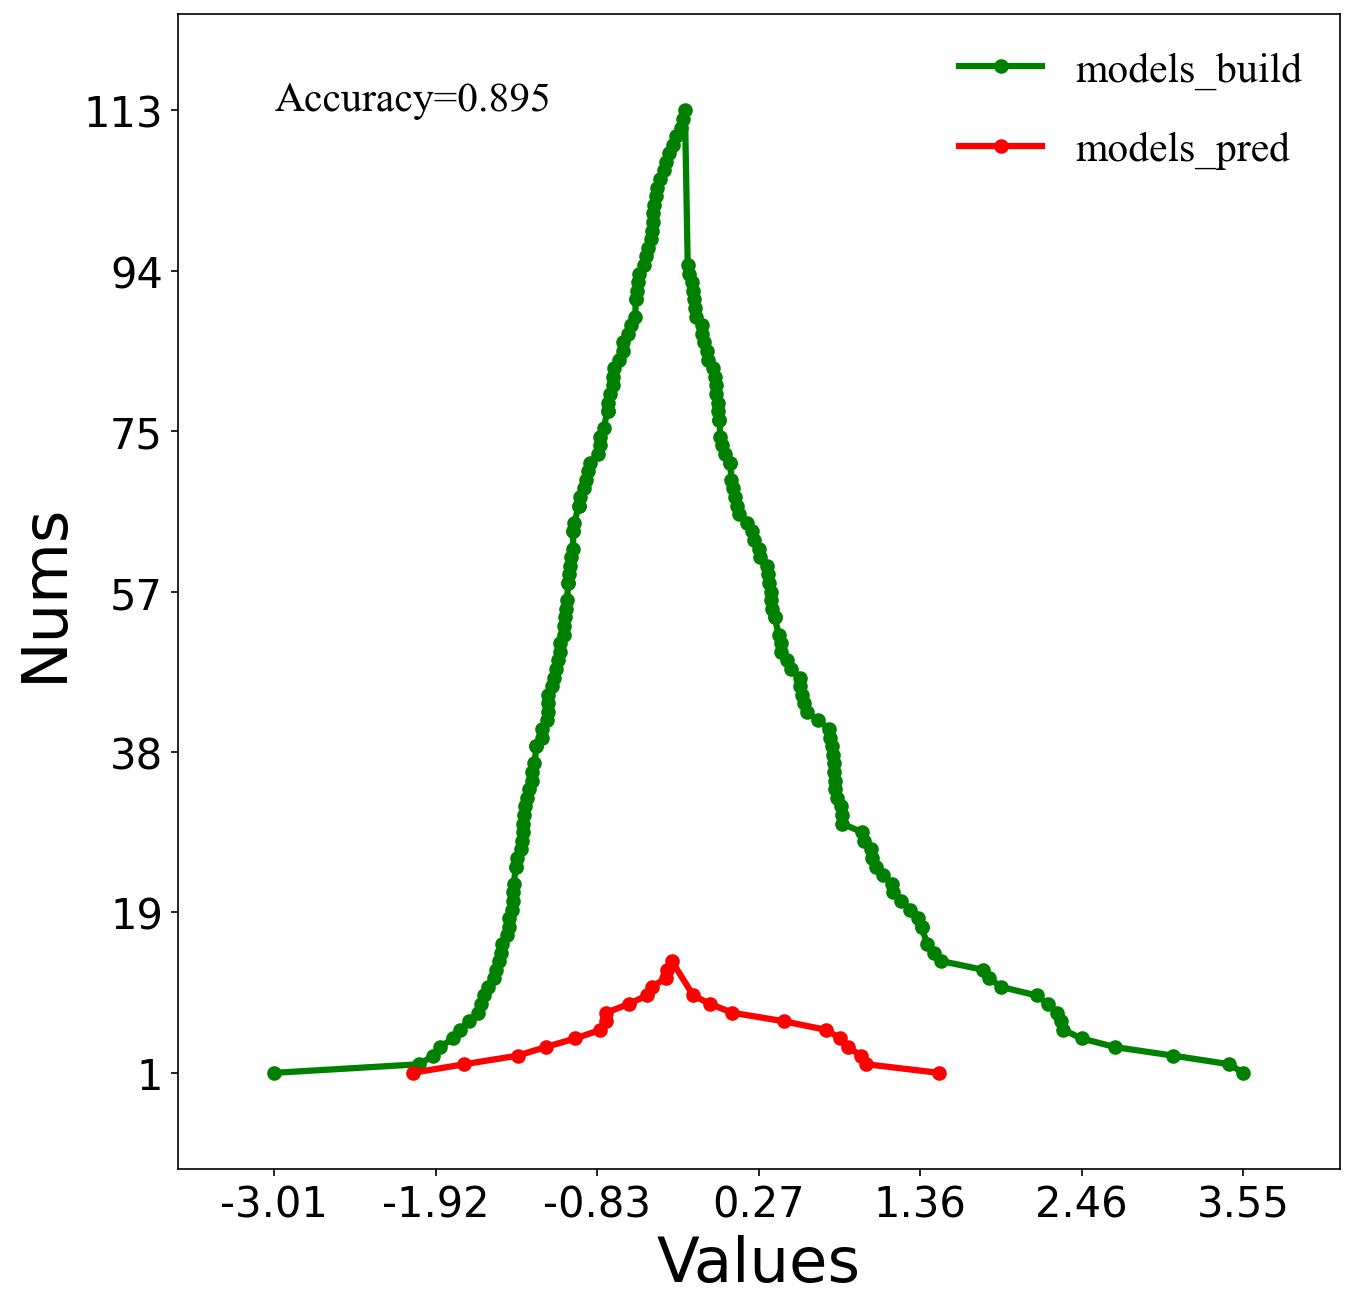 models_build
Accuracy=0.895
models_pred
113
94
75
57
38
19
1
Nums
-3.01 -1.92 -0.83 0.27 1.36 2.46 3.55
Values